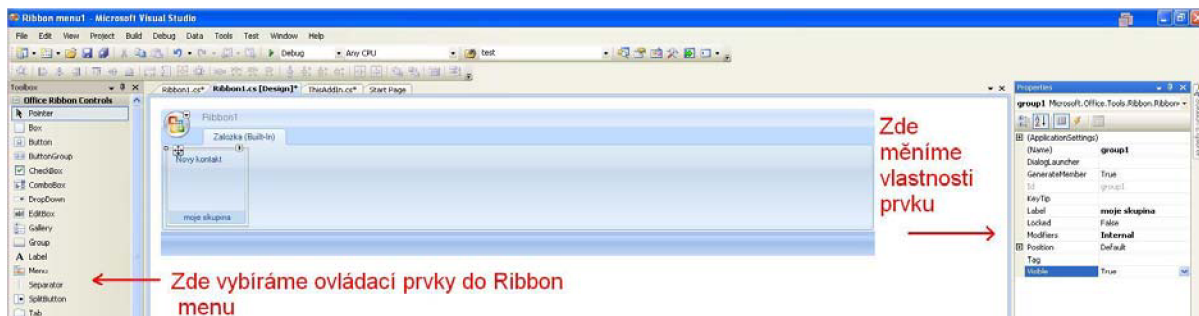 Ribbon menu1 - Microsoft Visual Studio
File Edit View Project Build Debug Data Tools Test Window Help
Debug Any CPU test
Toolbox
Office Ribbon Controls
Pointer
Box
Button
ButtonGroup
CheckBox
ComboBox
DropDown
EditBox
Gallery
Group
A Label
Menu
Separator
SplitButton
Tab
Ribbon1.cs* Ribbon1.cs [Design]* ThisAddIn.cs* Start Page
Ribbon1
Zalozka (Built-In)
Novy kontakt
moje skupina
Zde
měníme
vlastnosti
prvku
Zde vybíráme ovládací prvky do Ribbon
menu
Properties
group1 Microsoft.Office.Tools.Ribbon.Ribbon
(ApplicationSettings)
(Name) group1
DialogLauncher
GenerateMember True
Id group1
KeyTip
Label moje skupina
Locked False
Modifiers Internal
Position Default
Tag
Visible True